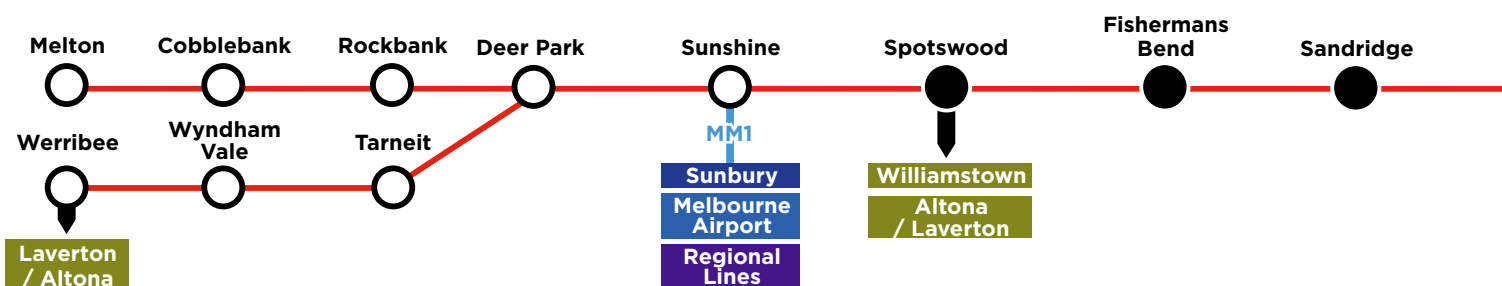 Melton
Cobblebank
Rockbank
Deer Park
Sunshine
Spotswood
Fishermans
Bend
Sandridge
Werribee
Wyndham
Vale
Tarneit
MM1
Laverton
/ Altona
Sunbury
Melbourne
Airport
Regional
Lines
Williamstown
Altona
/ Laverton